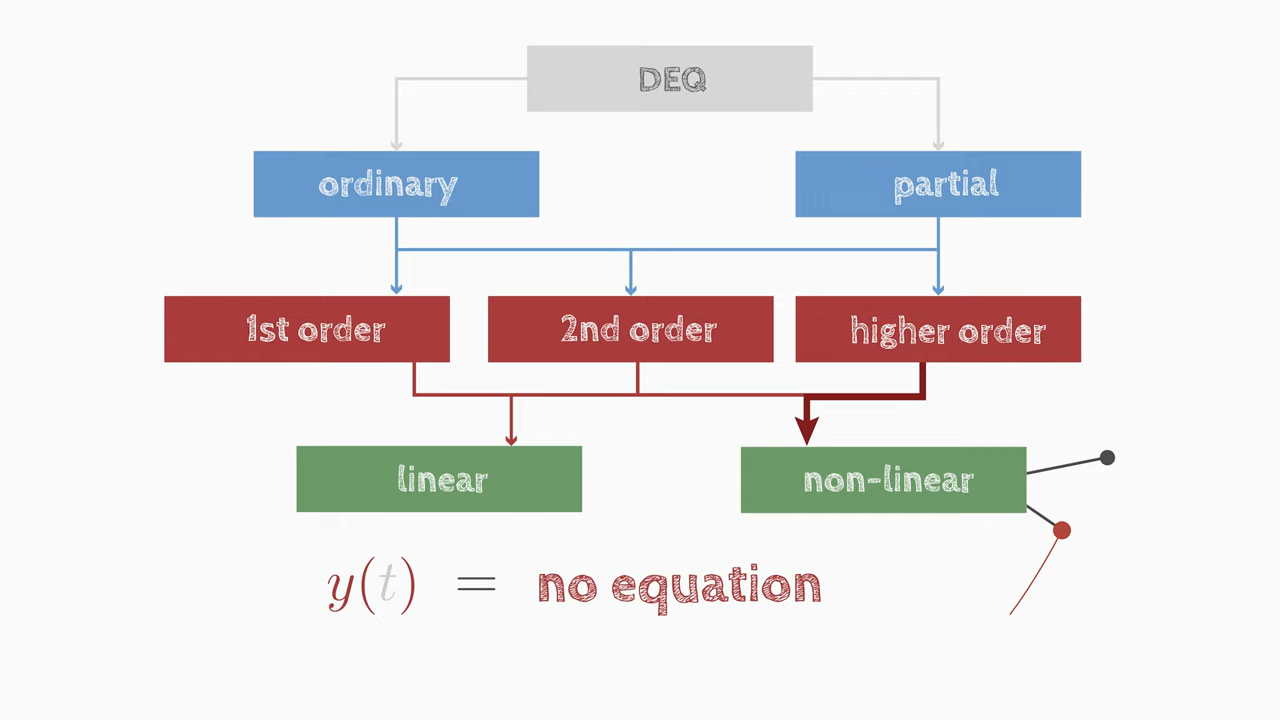 DEQ
ordinary partial
1st order 2nd order higher order
linear non-linear
y(t) = no equation